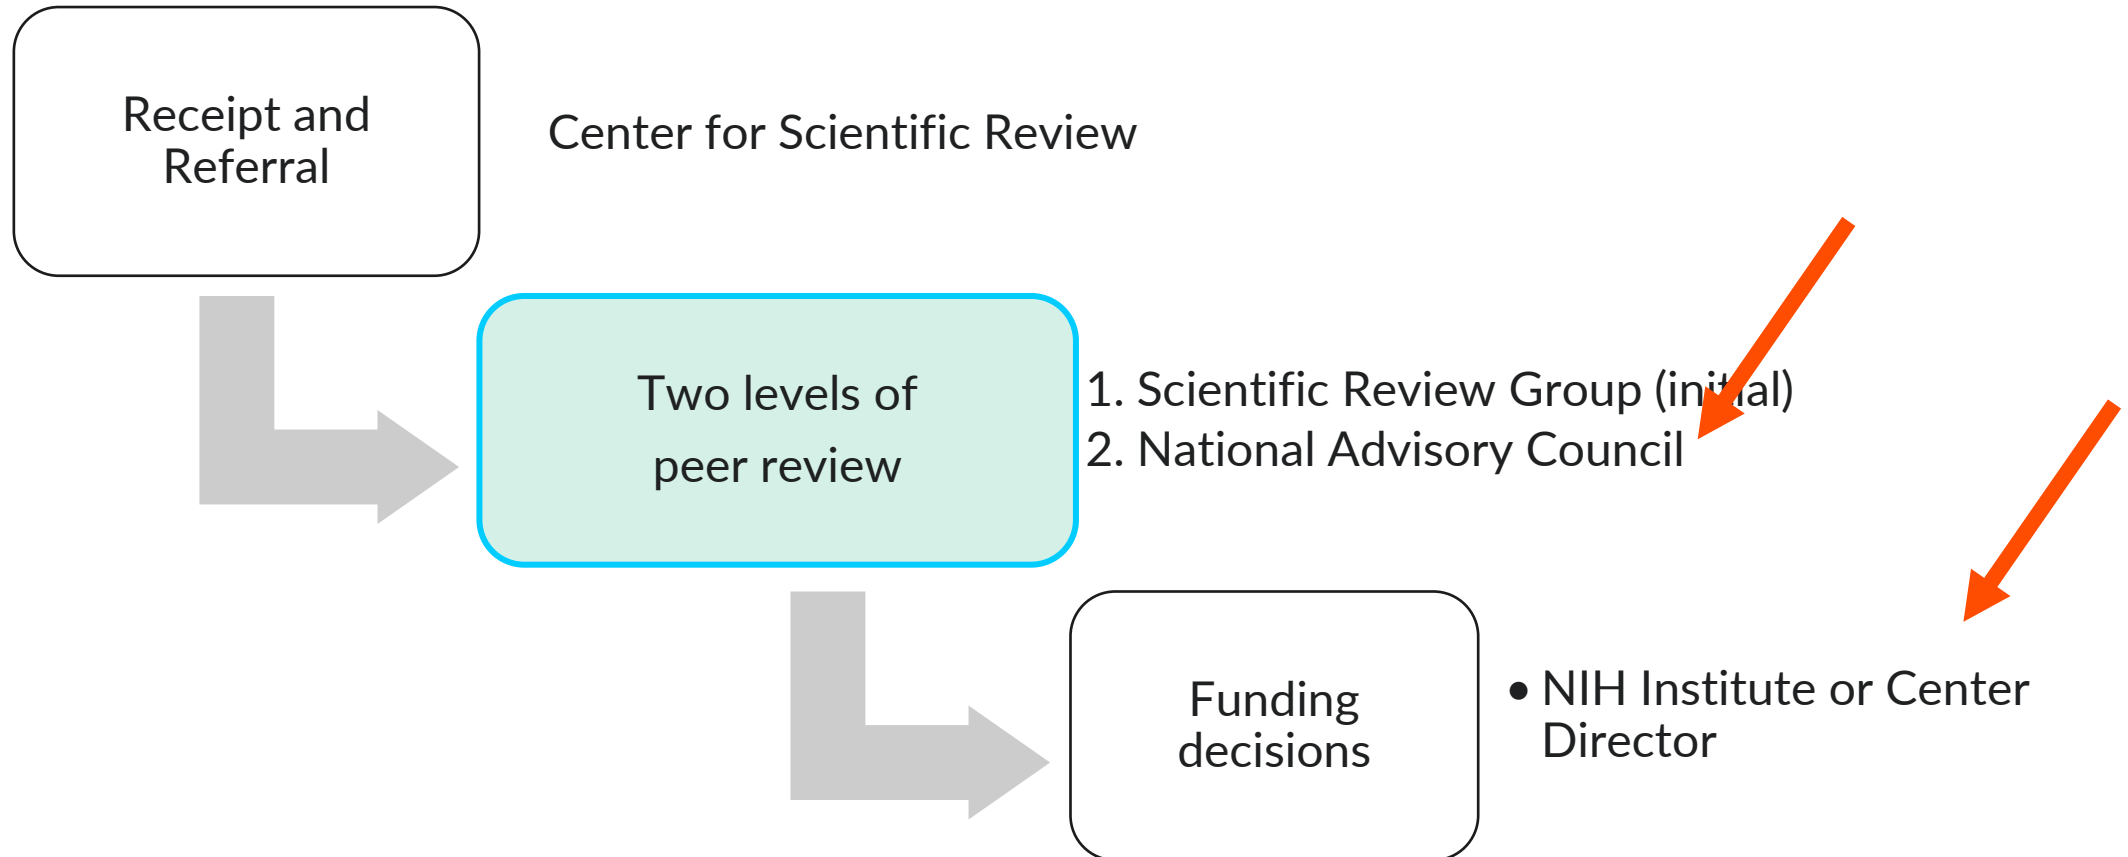 Receipt and
Referral
Center for Scientific Review
Two levels of
peer review
1. Scientific Review Group (initial)
2. National Advisory Council
Funding
decisions
• NIH Institute or Center
Director